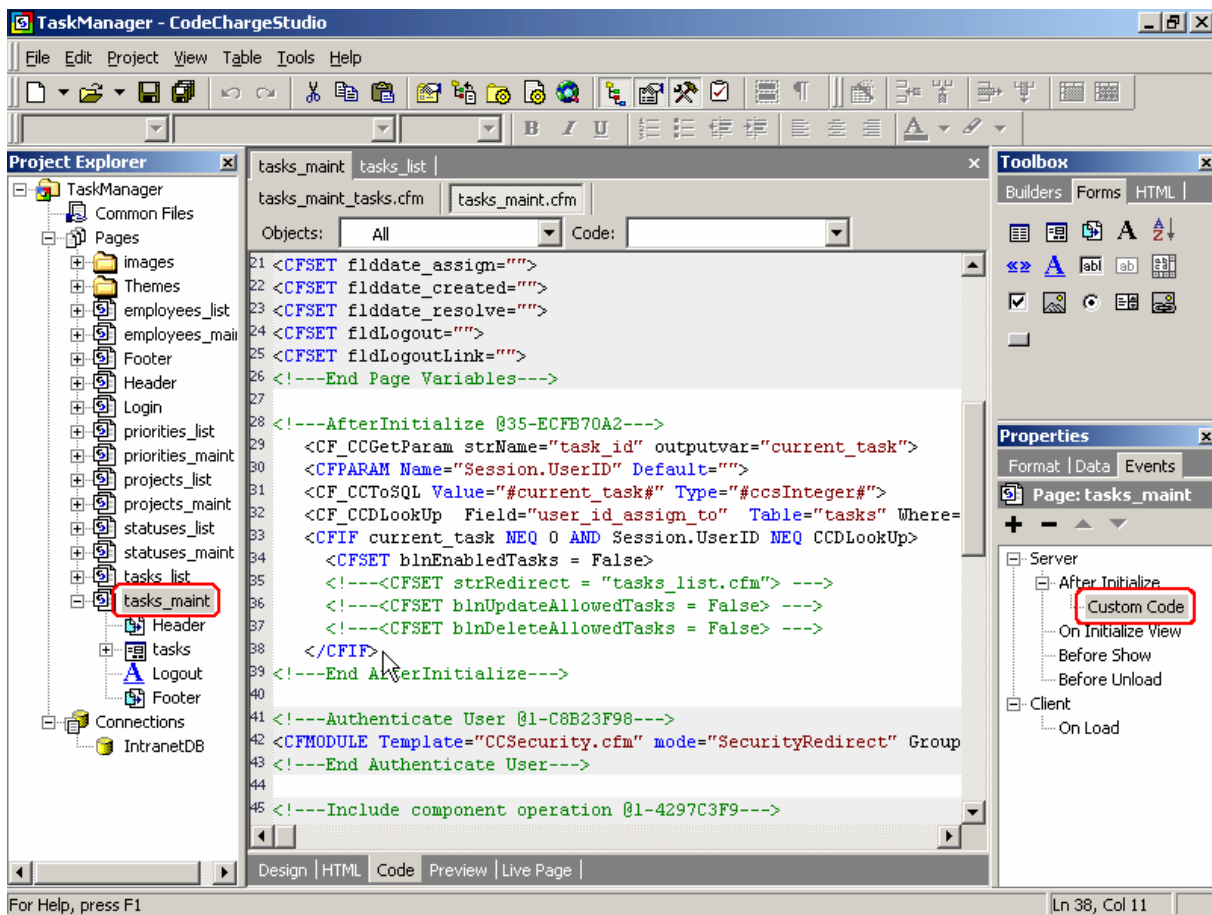 TaskManager - CodeChargeStudio
File Edit Project View Table Tools Help
B I U A
Project Explorer
TaskManager
Common Files
Pages
images
Themes
employees_list
employees_main
Footer
Header
Login
priorities_list
priorities_maint
projects_list
projects_maint
statuses_list
statuses_maint
tasks_list
tasks_maint
Header
tasks
Logout
Footer
Connections
IntranetDB
tasks_maint tasks_list
tasks_maint_tasks.cfm tasks_maint.cfm
Objects: All Code:
21 <CFSET flddate_assign="">
22 <CFSET flddate_created="">
23 <CFSET flddate_resolve="">
24 <CFSET fldLogout="">
25 <CFSET fldLogoutLink="">
26 <!---End Page Variables--->
27
28 <!---AfterInitialize @35-ECFB70A2--->
29 <CF_CCGetParam strName="task_id" outputvar="current_task">
30 <CFPARAM Name="Session.UserID" Default="">
31 <CF_CCToSQL Value="#current_task#" Type="#ccsInteger#">
32 <CF_CCDLookUp Field="user_id_assign_to" Table="tasks" Where=
33 <CFIF current_task NEQ 0 AND Session.UserID NEQ CCDLookUp>
34 <CFSET blnEnabledTasks = False>
35 <!---<CFSET strRedirect = "tasks_list.cfm"> --->
36 <!---<CFSET blnUpdateAllowedTasks = False> --->
37 <!---<CFSET blnDeleteAllowedTasks = False> --->
38 </CFIF>
39 <!---End AfterInitialize--->
40
41 <!---Authenticate User @1-C8B23F98--->
42 <CFMODULE Template="CCSecurity.cfm" mode="SecurityRedirect" Group
43 <!---End Authenticate User--->
44
45 <!---Include component operation @1-4297C3F9--->
Design HTML Code Preview Live Page
Toolbox
Builders Forms HTML
Properties
Format Data Events
Page: tasks_maint
Server
After Initialize
Custom Code
On Initialize View
Before Show
Before Unload
Client
On Load
For Help, press F1
Ln 38, Col 11